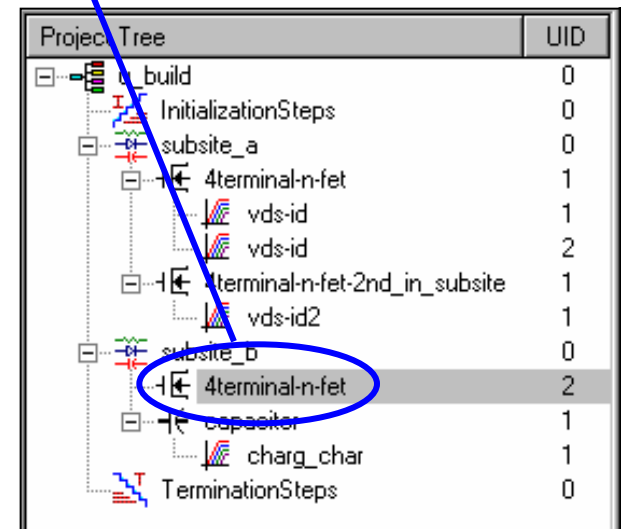 Project Tree UID
u_build 0
InitializationSteps 0
subsite_a 0
4terminal-n-fet 1
vds-id 1
vds-id 2
4terminal-n-fet-2nd_in_subsite 1
vds-id2 1
subsite_b 0
4terminal-n-fet 2
capacitor 1
charg_char 1
TerminationSteps 0